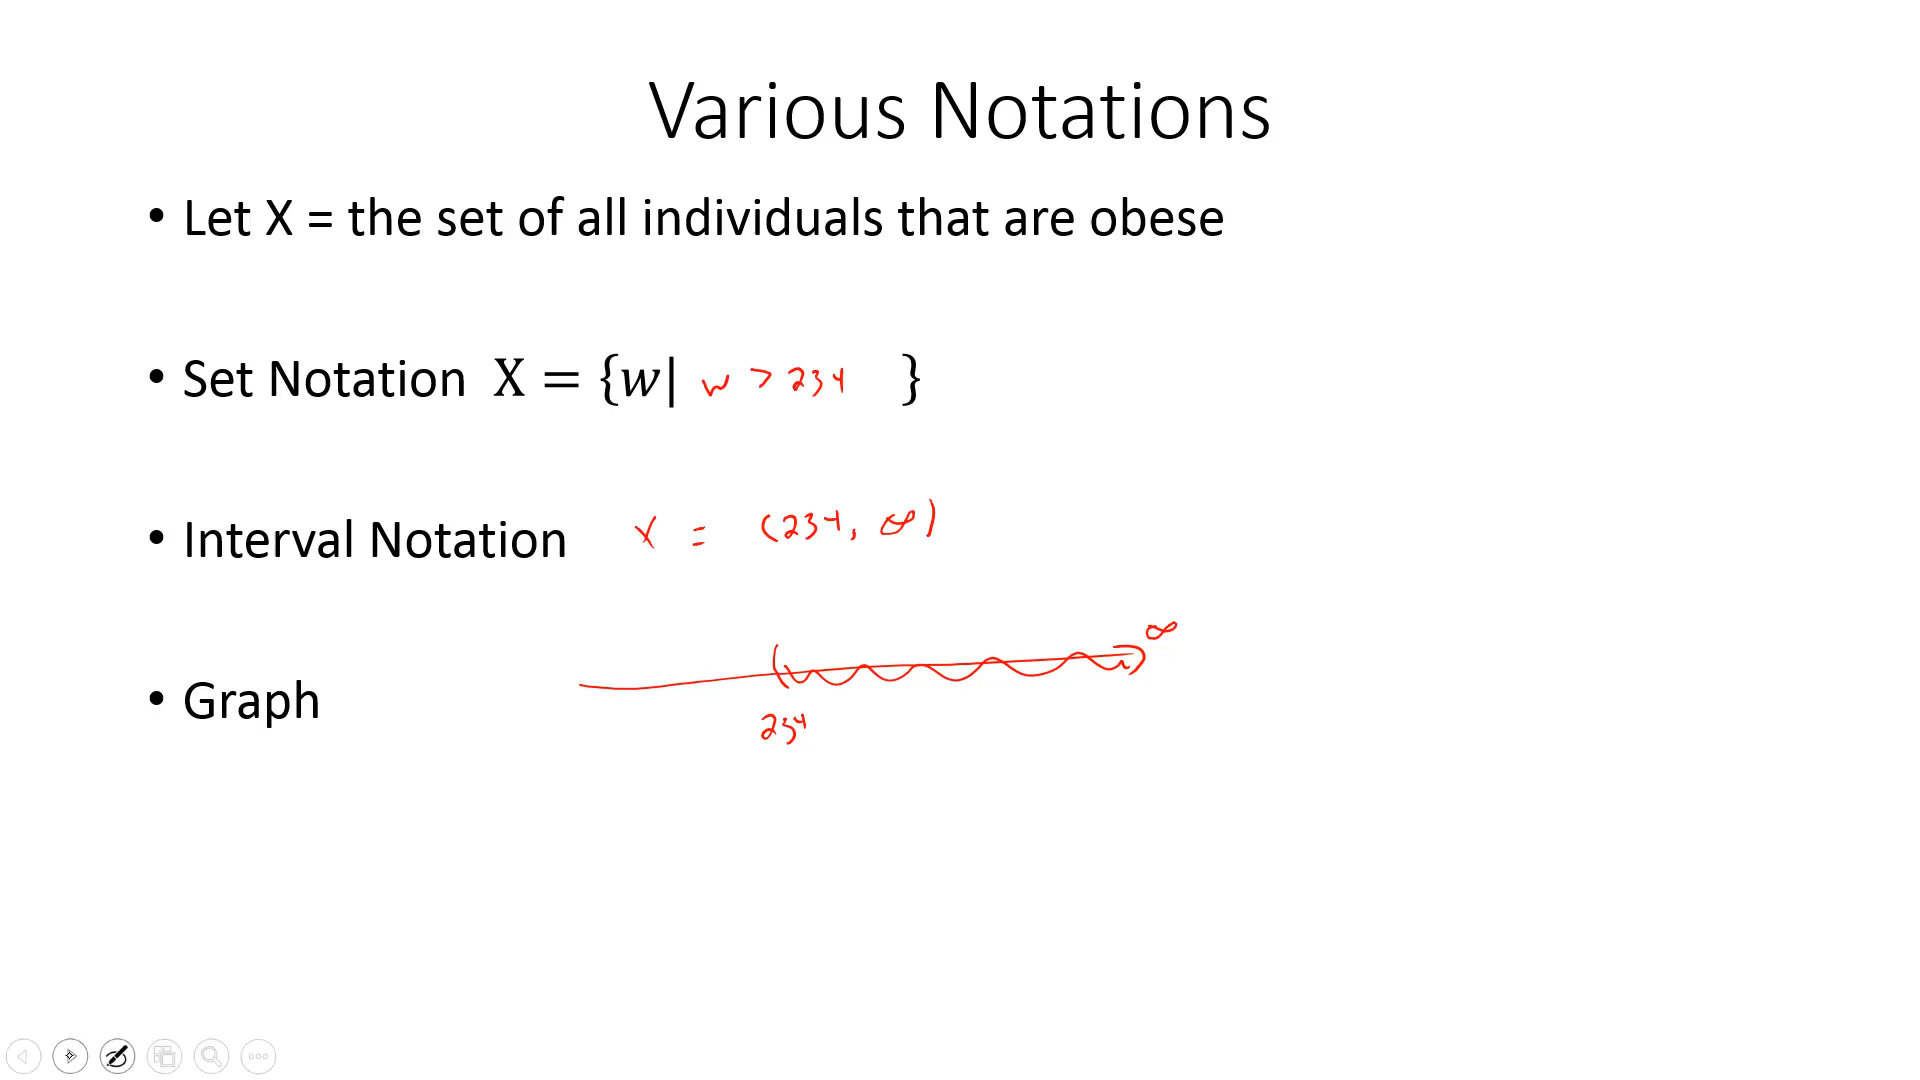 Various Notations
• Let X = the set of all individuals that are obese
• Set Notation X = {w| w > 234 }
• Interval Notation X = (234, ∞)
∞
• Graph
234